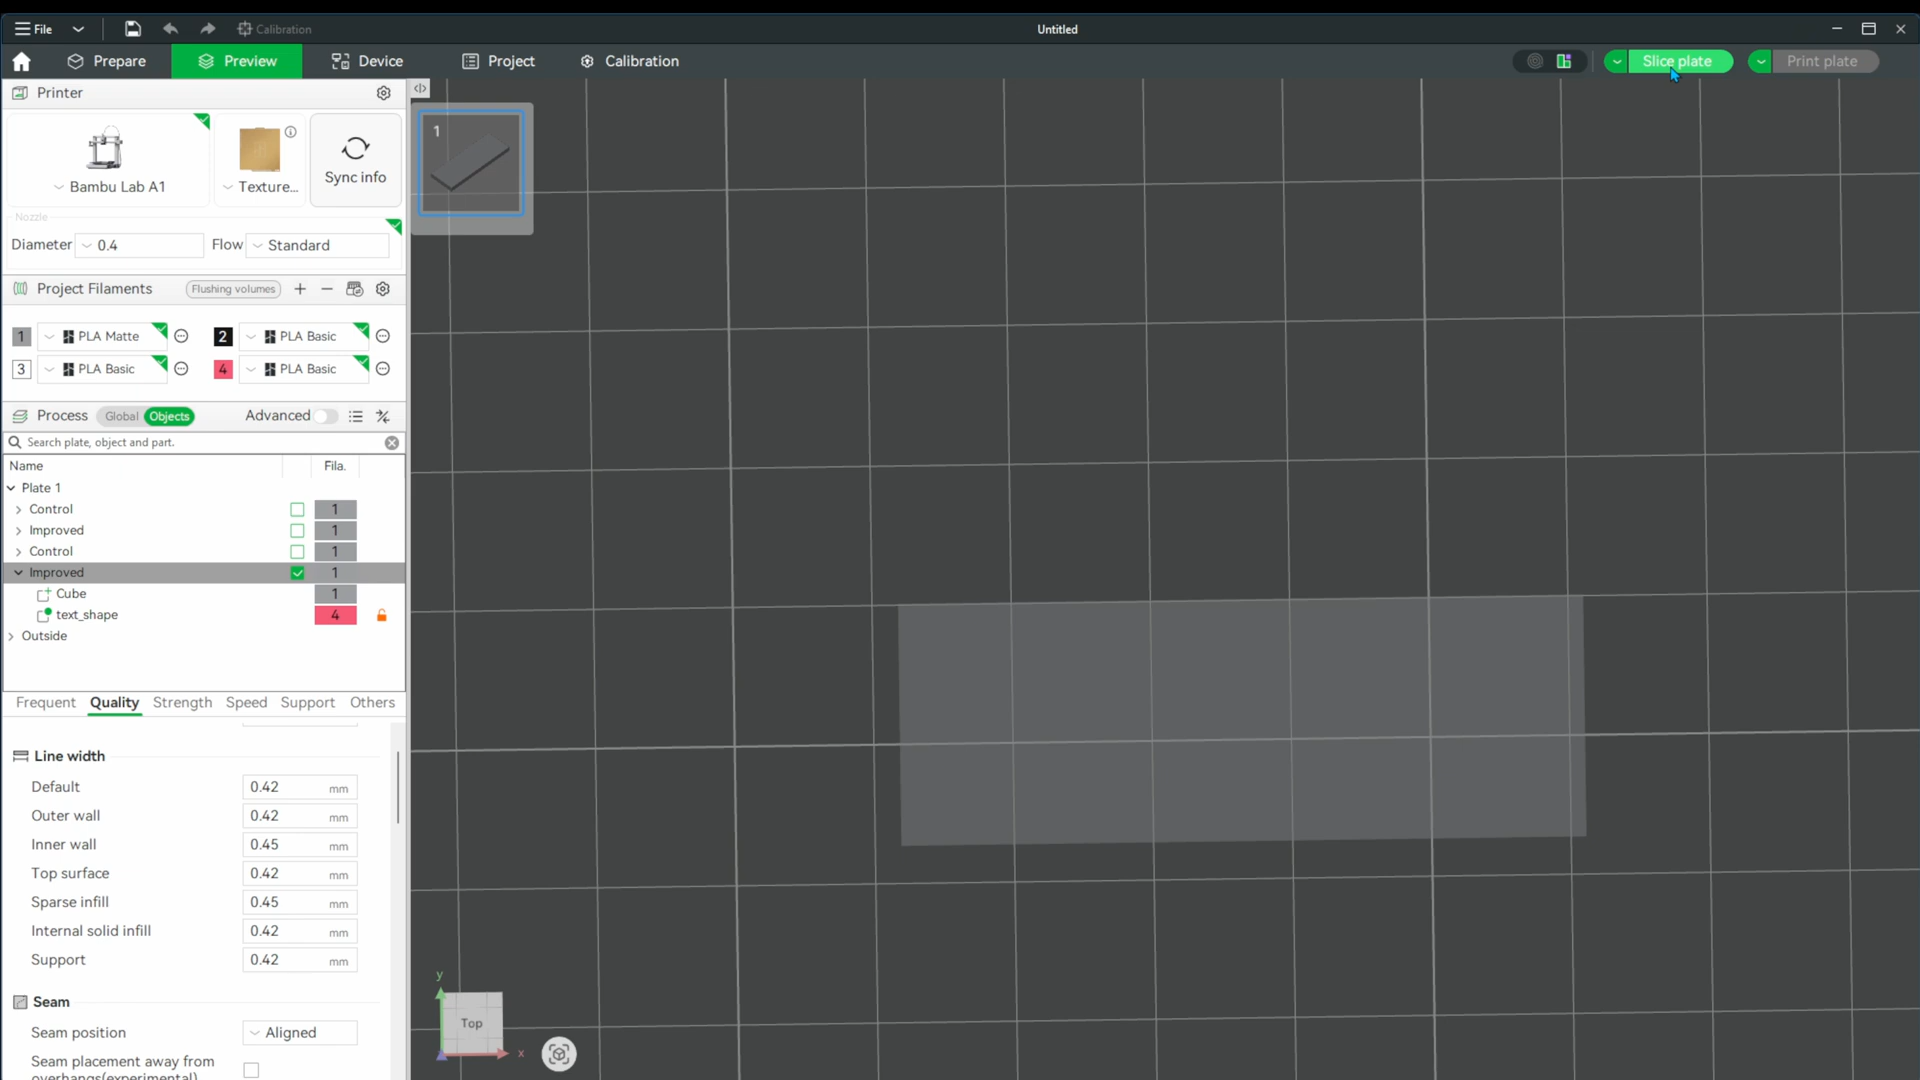 File
Calibration
Untitled
Prepare
Preview
Device
Project
Calibration
Slice plate
Print plate
Printer
Bambu Lab A1
Texture...
Sync info
Nozzle
Diameter 0.4 Flow Standard
Project Filaments Flushing volumes
1 PLA Matte 2 PLA Basic
3 PLA Basic 4 PLA Basic
Process Global Objects Advanced
Search plate, object and part.
Name Fila.
Plate 1
Control 1
Improved 1
Control 1
Improved 1
Cube 1
text_shape 4
Outside
Frequent Quality Strength Speed Support Others
Line width
Default 0.42 mm
Outer wall 0.42 mm
Inner wall 0.45 mm
Top surface 0.42 mm
Sparse infill 0.45 mm
Internal solid infill 0.42 mm
Support 0.42 mm
Seam
Seam position Aligned
Seam placement away from
overhangs(experimental)
1
y
Top
x